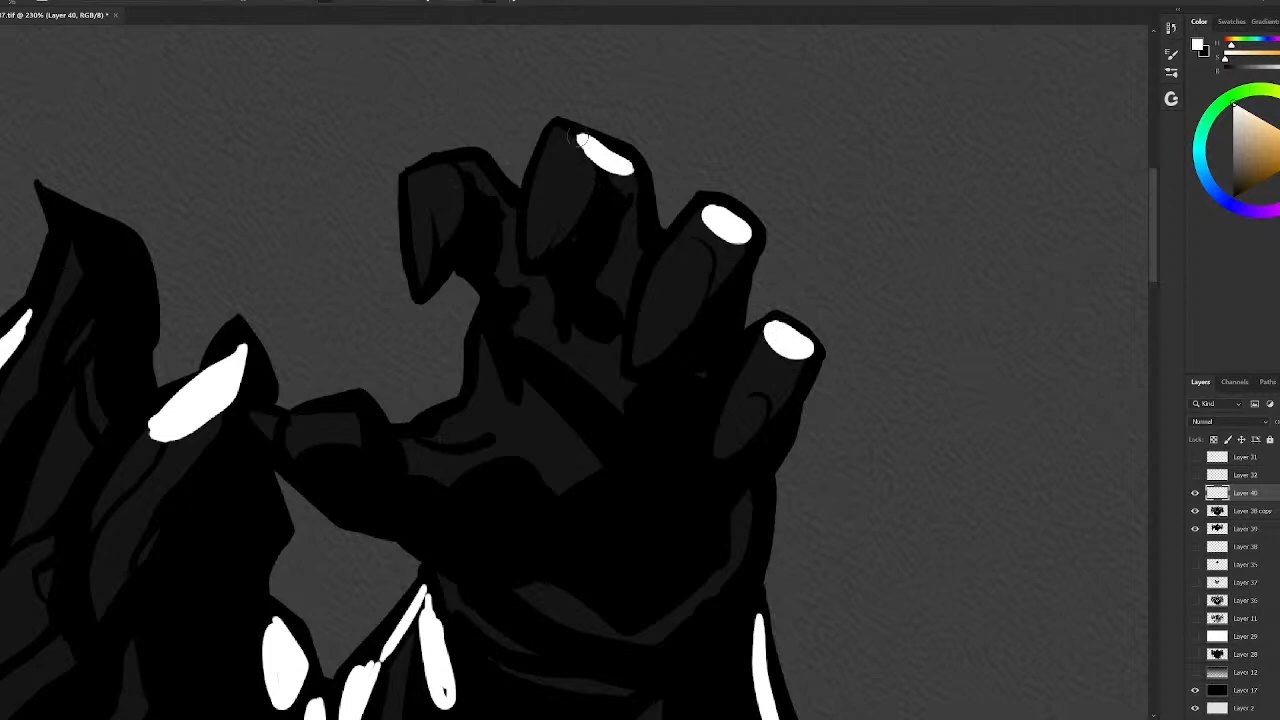 7.tif @ 230% (Layer 40, RGB/8) * ×
Color Swatches Gradients
H
S
B
Layers Channels Paths
Kind
Normal
Lock:
Layer 31
Layer 32
Layer 40
Layer 38 copy
Layer 39
Layer 38
Layer 35
Layer 37
Layer 36
Layer 11
Layer 29
Layer 28
Layer 12
Layer 17
Layer 2